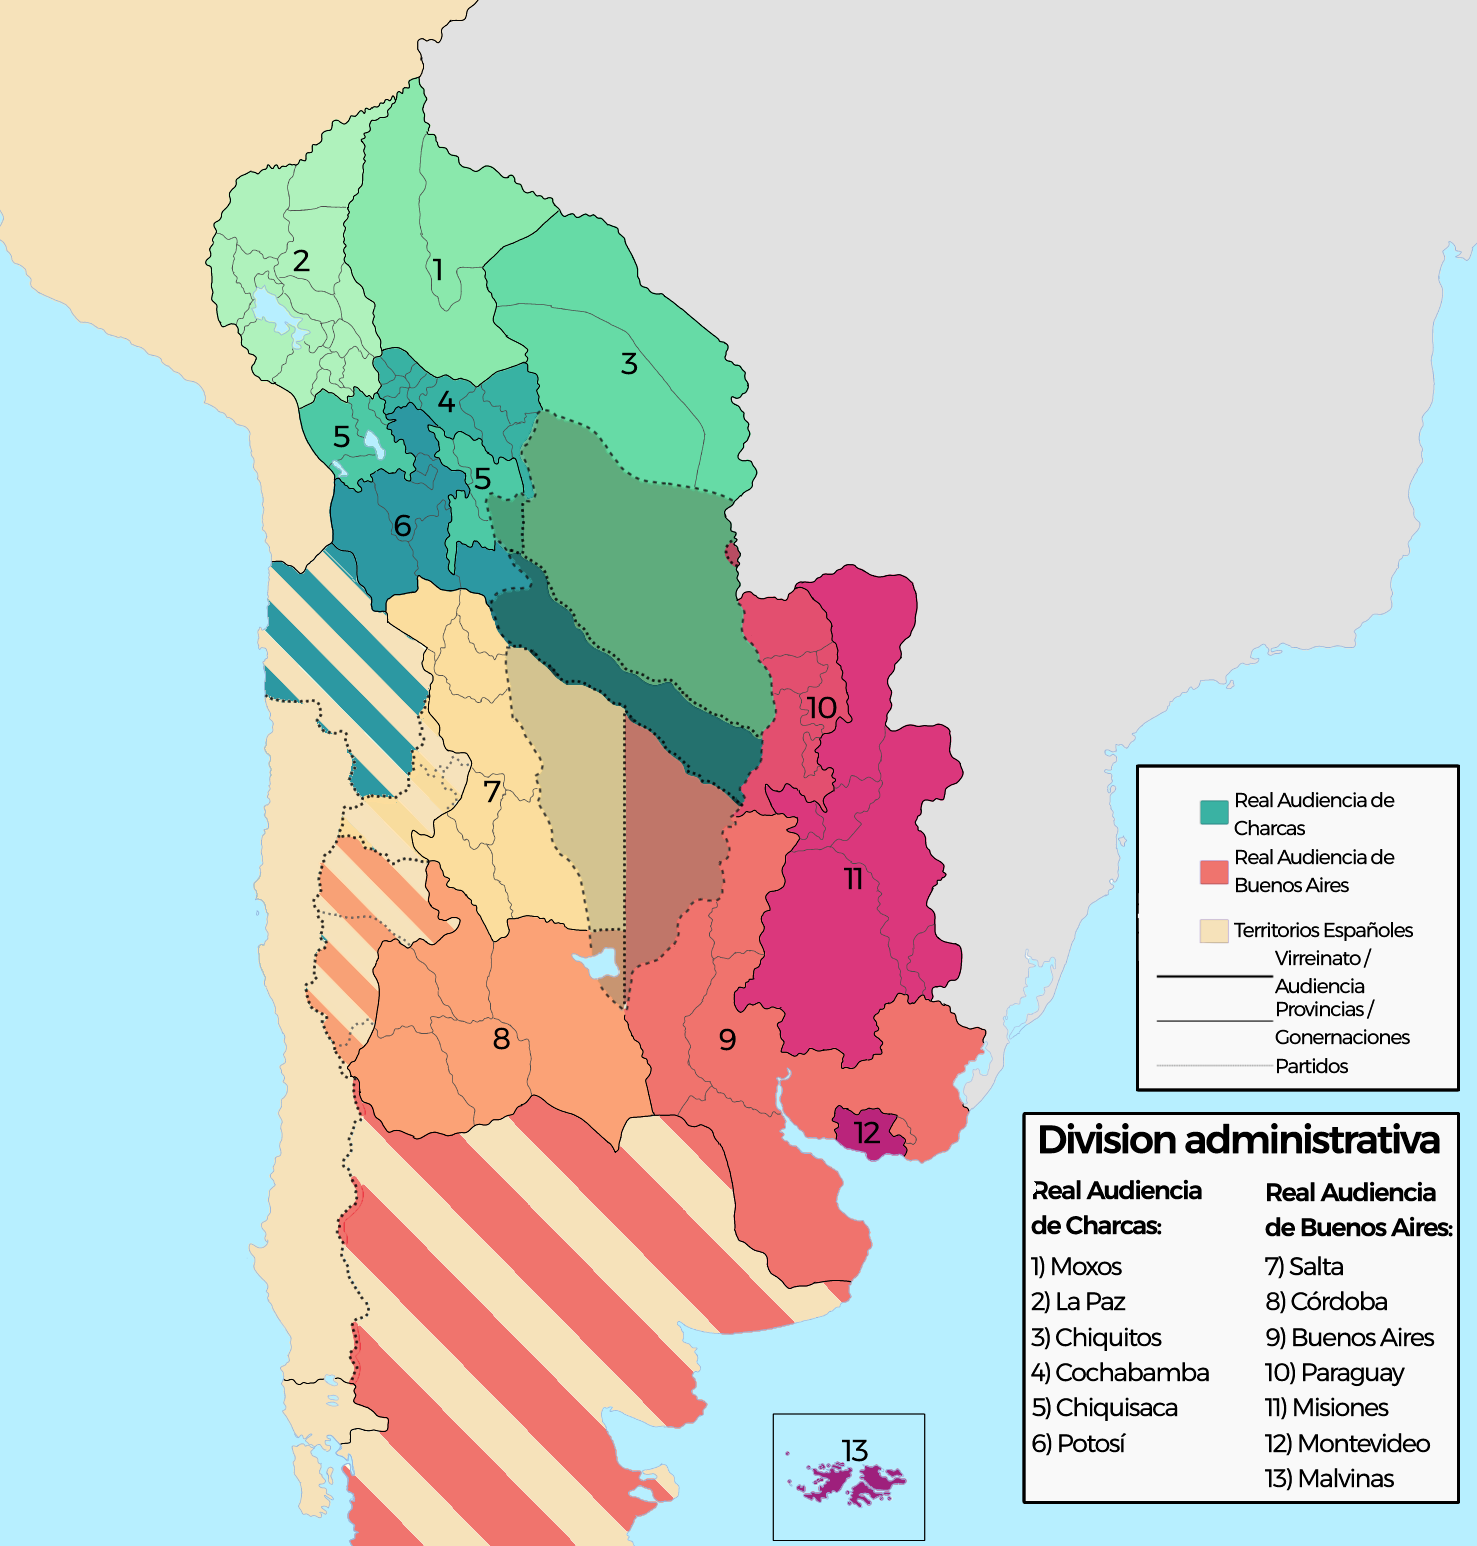 1
2
3
4
5
5
6
7
8
9
10
11
12
13
Real Audiencia de
Charcas
Real Audiencia de
Buenos Aires
Territorios Españoles
Virreinato /
Audiencia
Provincias /
Gonernaciones
Partidos
Division administrativa
Real Audiencia
de Charcas:
1) Moxos
2) La Paz
3) Chiquitos
4) Cochabamba
5) Chiquisaca
6) Potosí
Real Audiencia
de Buenos Aires:
7) Salta
8) Córdoba
9) Buenos Aires
10) Paraguay
11) Misiones
12) Montevideo
13) Malvinas